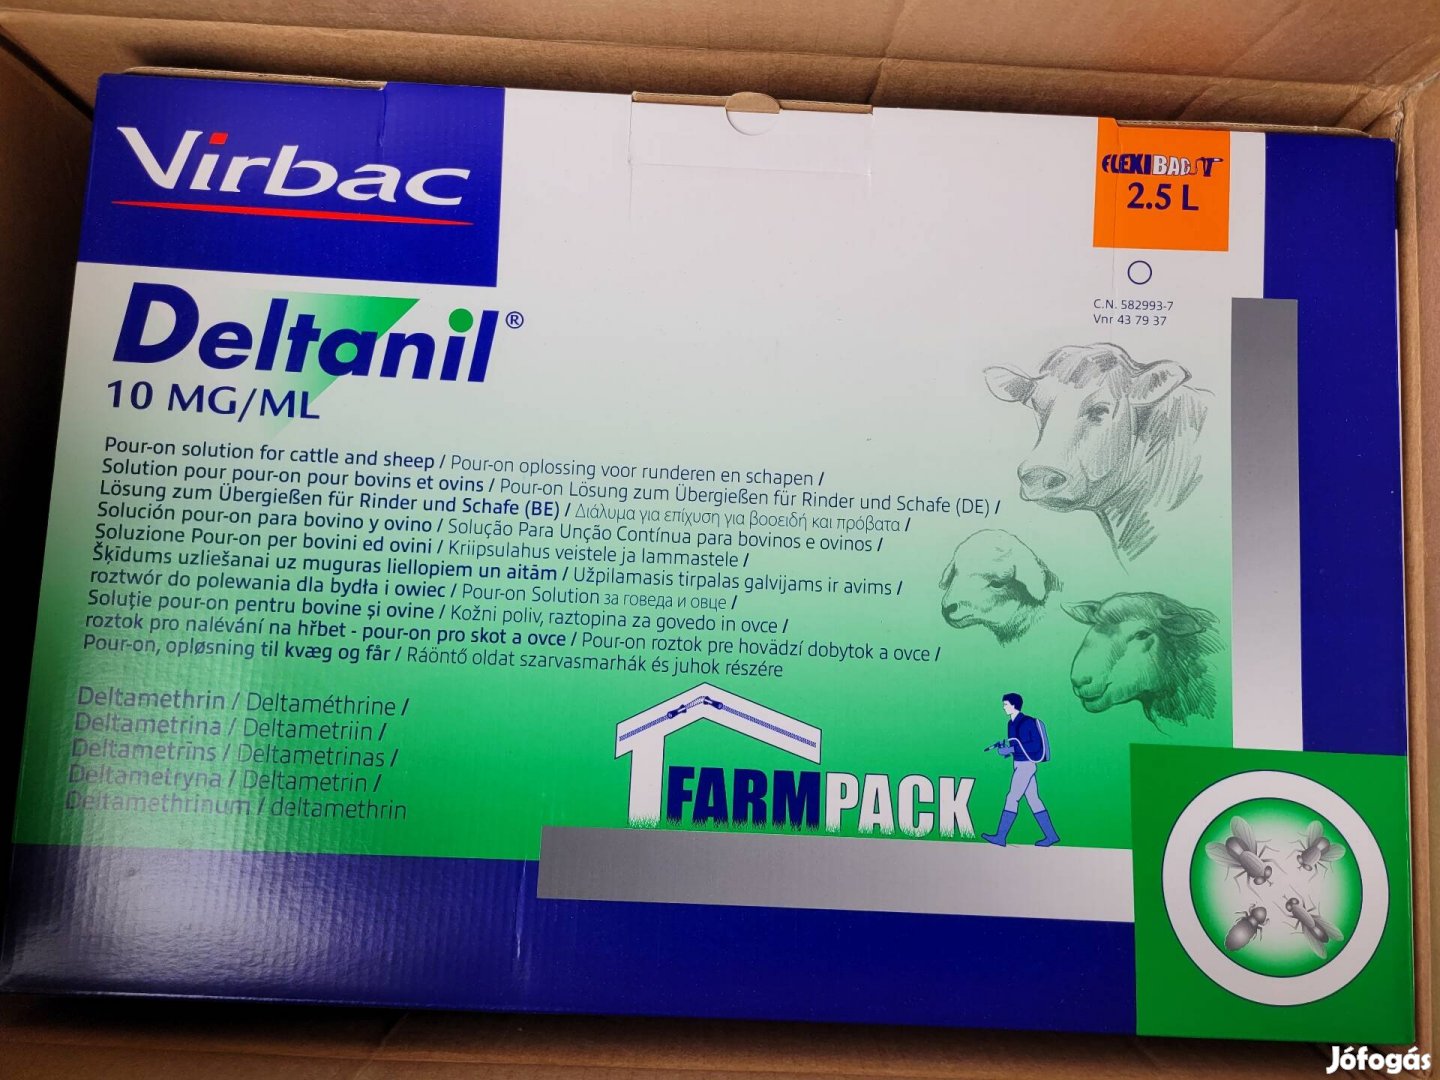 Virbac
FLEXIBAG
2.5 L
C.N. 582993-7
Vnr 43 79 37
Deltanil®
10 MG/ML
Pour-on solution for cattle and sheep / Pour-on oplossing voor runderen en schapen /
Solution pour pour-on pour bovins et ovins / Pour-on Lösung zum Übergießen für Rinder und Schafe (DE) /
Lösung zum Übergießen für Rinder und Schafe (BE) / Διάλυμα για επίχυση για βοοειδή και πρόβατα /
Solución pour-on para bovino y ovino / Solução Para Unção Contínua para bovinos e ovinos /
Soluzione Pour-on per bovini ed ovini / Kriipsulahus veistele ja lammastele /
Šķīdums uzliešanai uz muguras liellopiem un aitām / Užpilamasis tirpalas galvijams ir avims /
roztwór do polewania dla bydła i owiec / Pour-on Solution за говеда и овце /
Soluţie pour-on pentru bovine şi ovine / Kožni poliv, raztopina za govedo in ovce /
roztok pro nalévání na hřbet - pour-on pro skot a ovce / Pour-on roztok pre hovädzí dobytok a ovce /
Pour-on, opløsning til kvæg og får / Ráöntő oldat szarvasmarhák és juhok részére
Deltamethrin / Deltaméthrine /
Deltametrina / Deltametriin /
Deltametrīns / Deltametrinas /
Deltametryna / Deltametrin /
Deltamethrinum / deltamethrin
FARMPACK
Jófogás